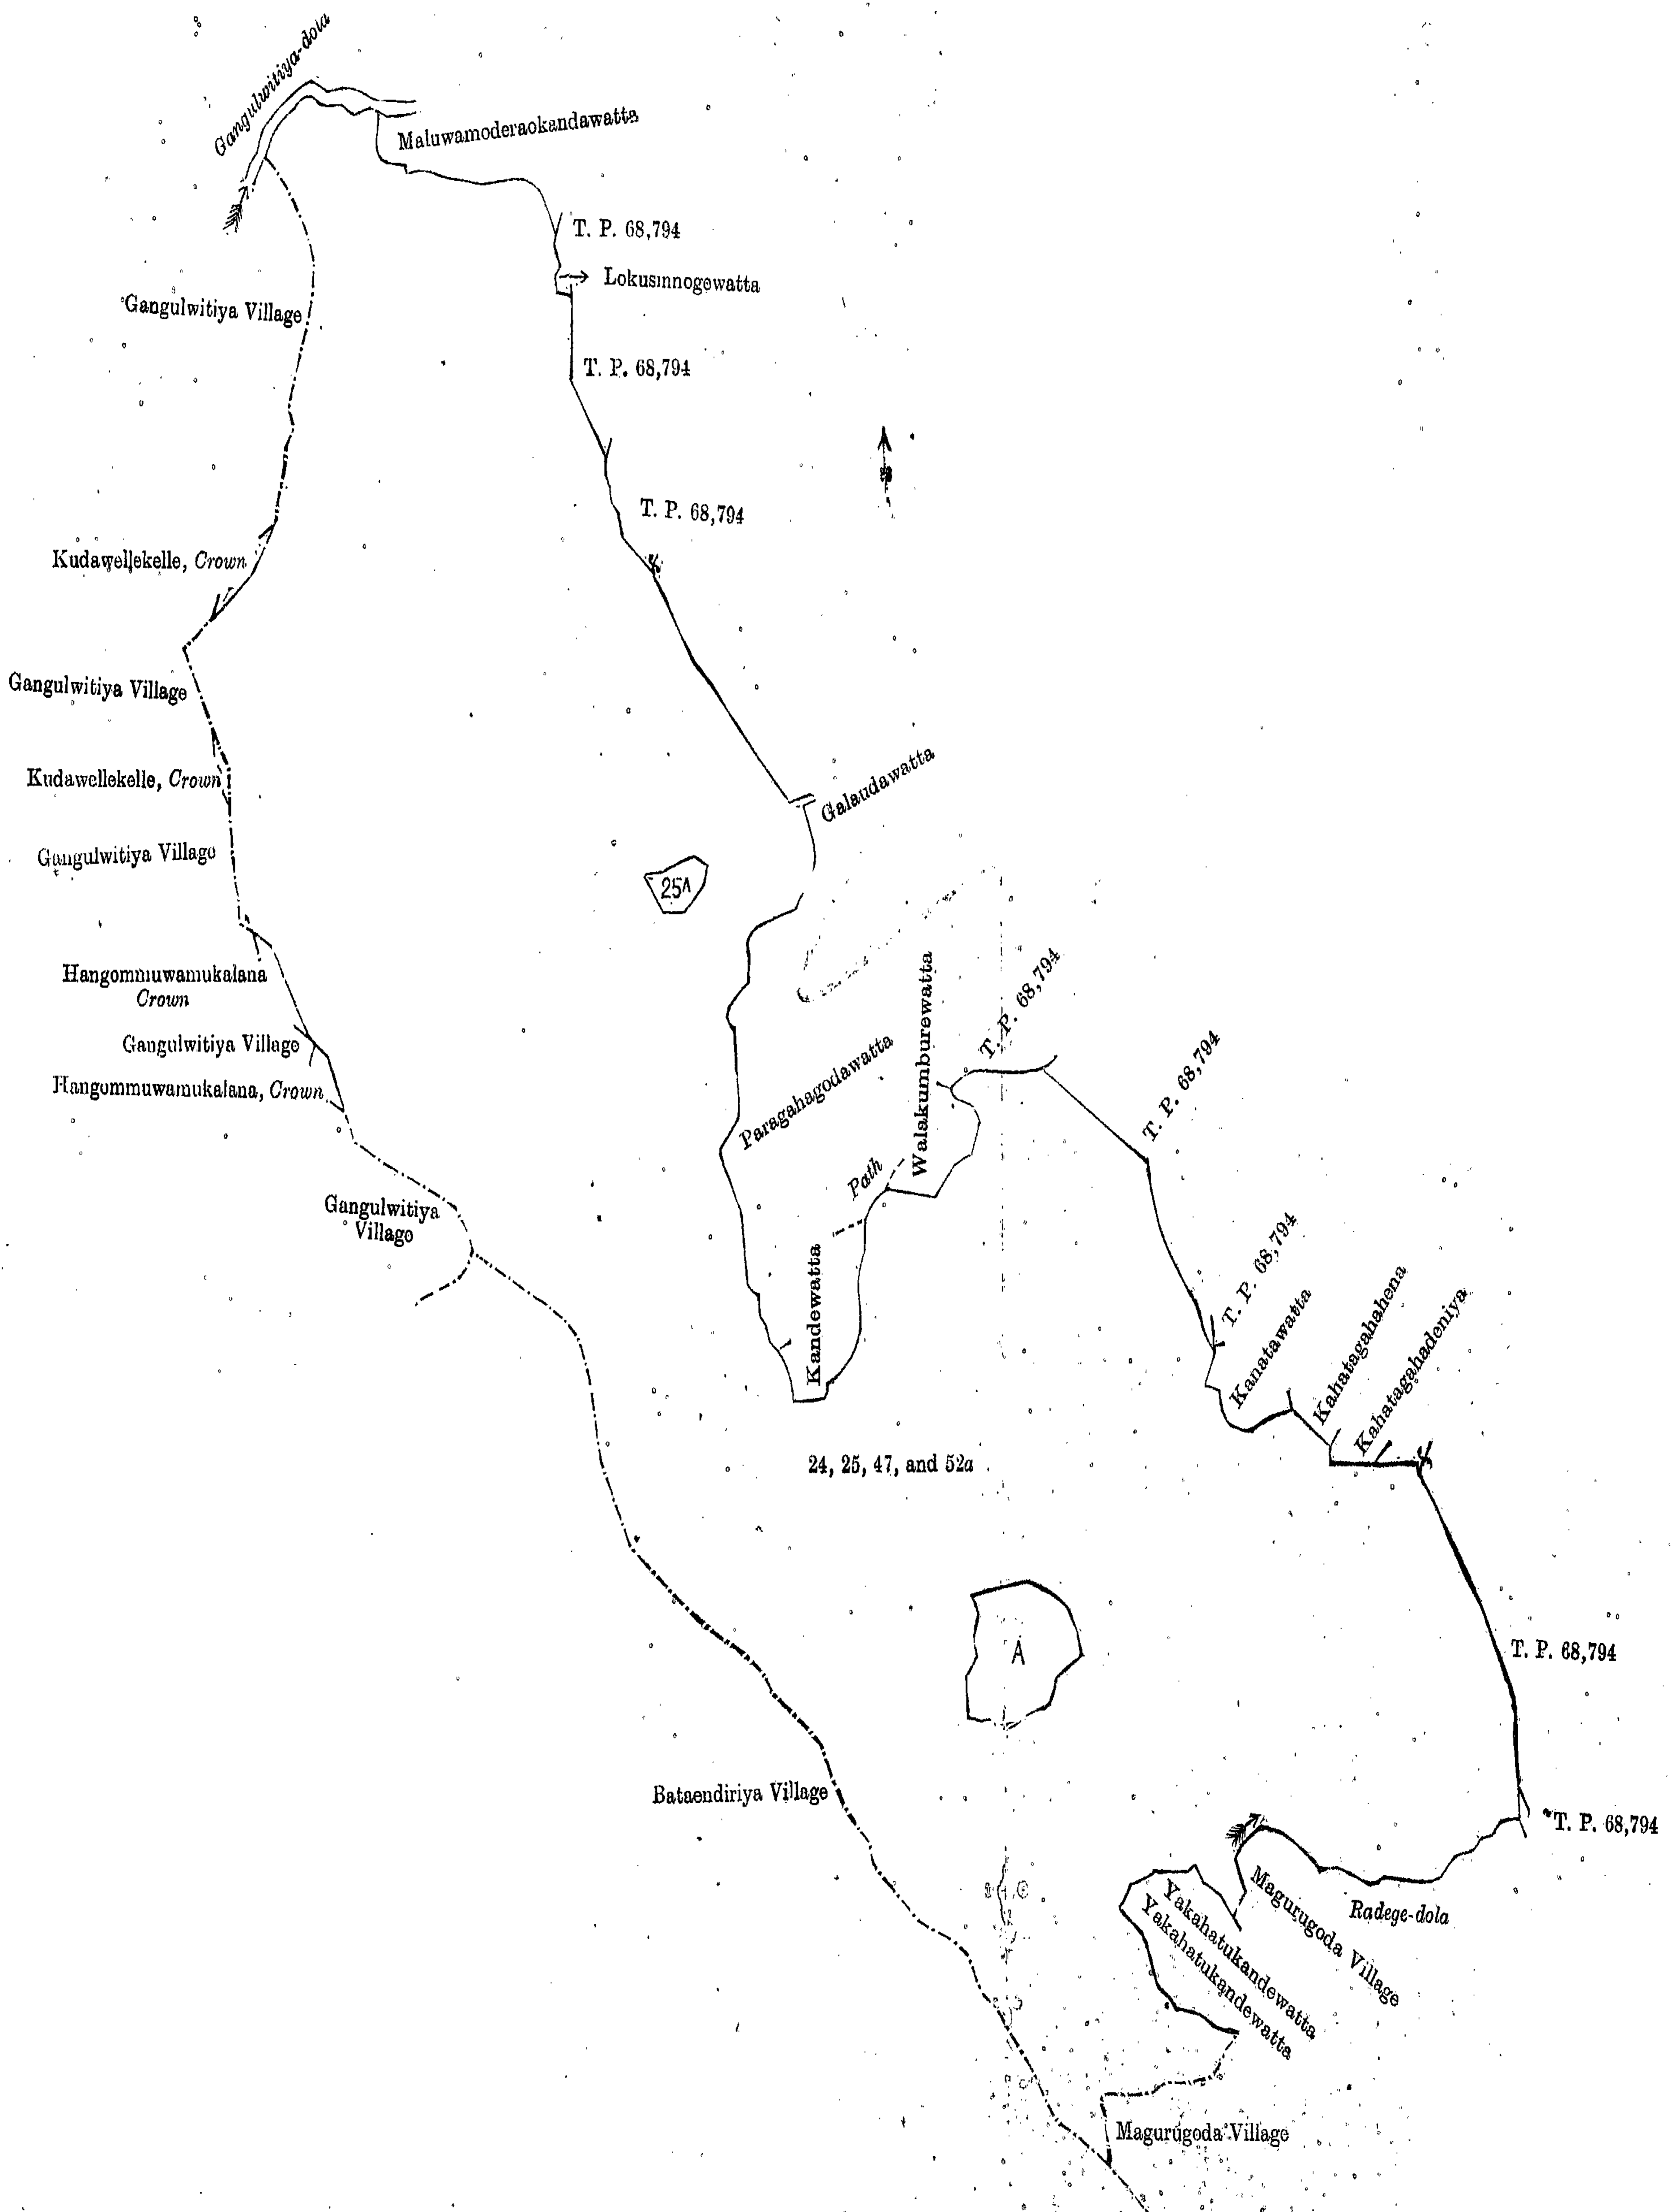 Gangulwitiya-dola
Maluwamoderaokandawatta
T. P. 68,794
Lokusinnogewatta
Gangulwitiya Village
T. P. 68,794
T. P. 68,794
Kudawellekelle, Crown
Gangulwitiya Village
Kudawellekelle, Crown
Galaudawatta
Gangulwitiya Village
25A
Hangommuwamukalana
Crown
Gangulwitiya Village
Hangommuwamukalana, Crown
Paragahagodawatta
Walakumburewatta
T. P. 68,794
T. P. 68,794
Path
Gangulwitiya
Village
Kandewatta
T. P. 68,794
Kanatawatta
Kahatagahahena
Kahatagahadeniya
24, 25, 47, and 52a
A
T. P. 68,794
Bataendiriya Village
T. P. 68,794
Radege-dola
Magurugoda Village
Yakahatukandewatta
Yakahatukandewatta
Magurugoda Village